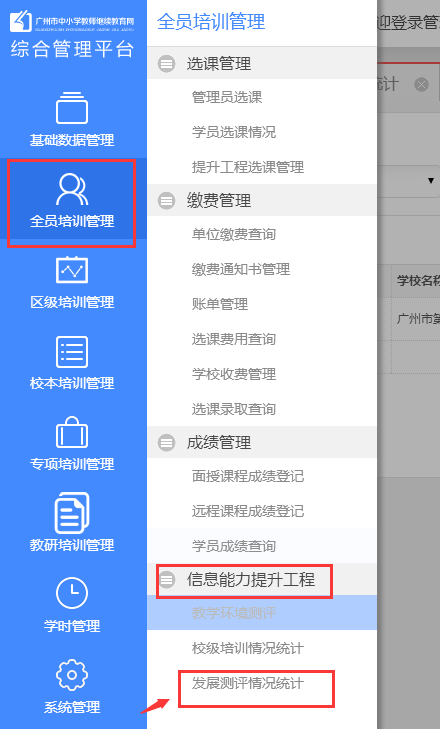 广州市中小学教师继续教育网
综合管理平台
基础数据管理
全员培训管理
区级培训管理
校本培训管理
专项培训管理
教研培训管理
学时管理
系统管理
全员培训管理
选课管理
管理员选课
学员选课情况
提升工程选课管理
缴费管理
单位缴费查询
缴费通知书管理
账单管理
选课费用查询
学校收费管理
选课录取查询
成绩管理
面授课程成绩登记
远程课程成绩登记
学员成绩查询
信息能力提升工程
教学环境测评
校级培训情况统计
发展测评情况统计
迎登录管
统计
学校名称
广州市第